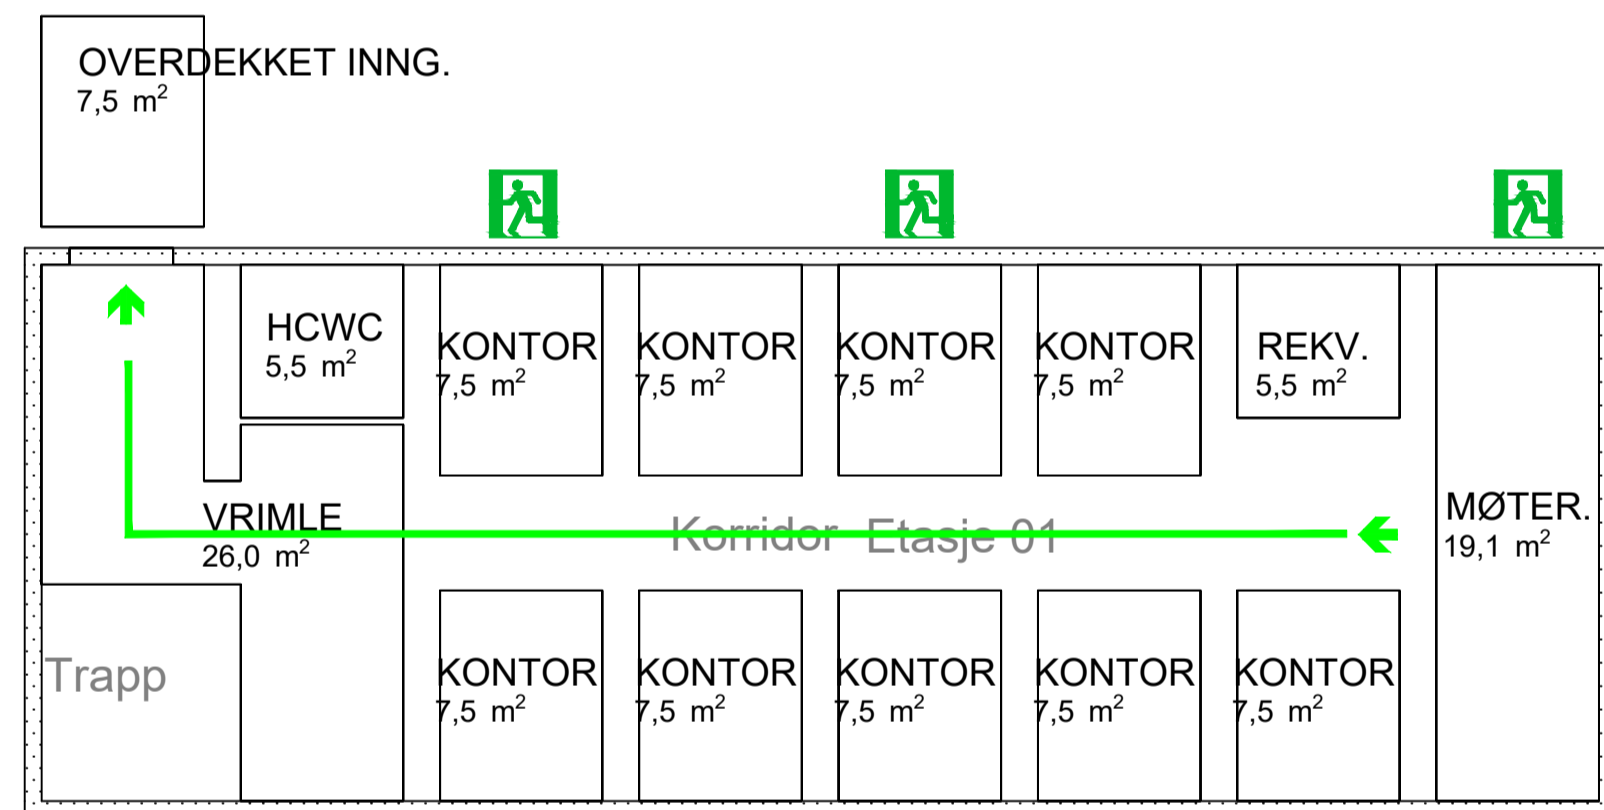 OVERDEKKET INNG.
7,5 m²
HCWC
5,5 m²
KONTOR
7,5 m²
KONTOR
7,5 m²
KONTOR
7,5 m²
KONTOR
7,5 m²
REKV.
5,5 m²
VRIMLE
26,0 m²
Korridor Etasje 01
MØTER.
19,1 m²
Trapp
KONTOR
7,5 m²
KONTOR
7,5 m²
KONTOR
7,5 m²
KONTOR
7,5 m²
KONTOR
7,5 m²